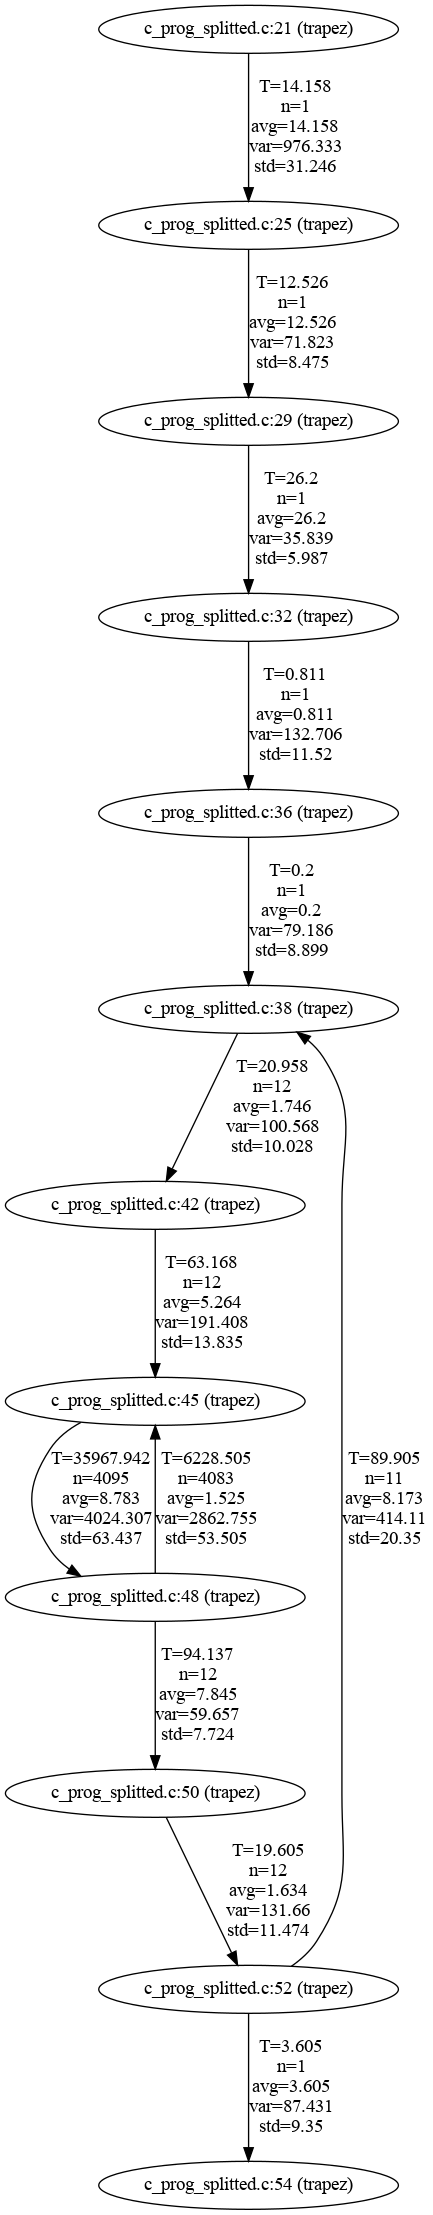 c_prog_splitted.c:21 (trapez)
T=14.158
n=1
avg=14.158
var=976.333
std=31.246
c_prog_splitted.c:25 (trapez)
T=12.526
n=1
avg=12.526
var=71.823
std=8.475
c_prog_splitted.c:29 (trapez)
T=26.2
n=1
avg=26.2
var=35.839
std=5.987
c_prog_splitted.c:32 (trapez)
T=0.811
n=1
avg=0.811
var=132.706
std=11.52
c_prog_splitted.c:36 (trapez)
T=0.2
n=1
avg=0.2
var=79.186
std=8.899
c_prog_splitted.c:38 (trapez)
T=20.958
n=12
avg=1.746
var=100.568
std=10.028
c_prog_splitted.c:42 (trapez)
T=63.168
n=12
avg=5.264
var=191.408
std=13.835
c_prog_splitted.c:45 (trapez)
T=35967.942
n=4095
avg=8.783
var=4024.307
std=63.437
T=6228.505
n=4083
avg=1.525
var=2862.755
std=53.505
T=89.905
n=11
avg=8.173
var=414.11
std=20.35
c_prog_splitted.c:48 (trapez)
T=94.137
n=12
avg=7.845
var=59.657
std=7.724
c_prog_splitted.c:50 (trapez)
T=19.605
n=12
avg=1.634
var=131.66
std=11.474
c_prog_splitted.c:52 (trapez)
T=3.605
n=1
avg=3.605
var=87.431
std=9.35
c_prog_splitted.c:54 (trapez)